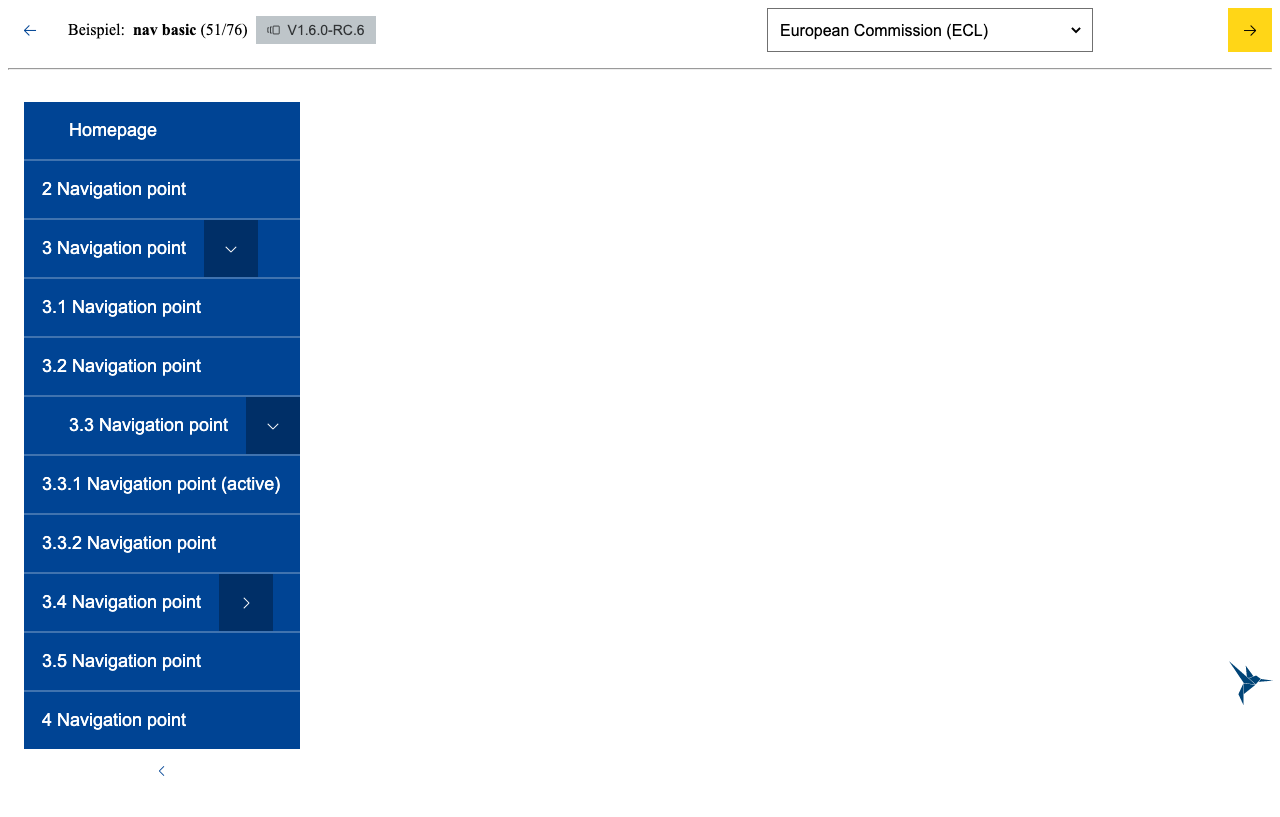 Beispiel: nav basic (51/76) V1.6.0-RC.6 European Commission (ECL)
Homepage
2 Navigation point
3 Navigation point
3.1 Navigation point
3.2 Navigation point
3.3 Navigation point
3.3.1 Navigation point (active)
3.3.2 Navigation point
3.4 Navigation point
3.5 Navigation point
4 Navigation point